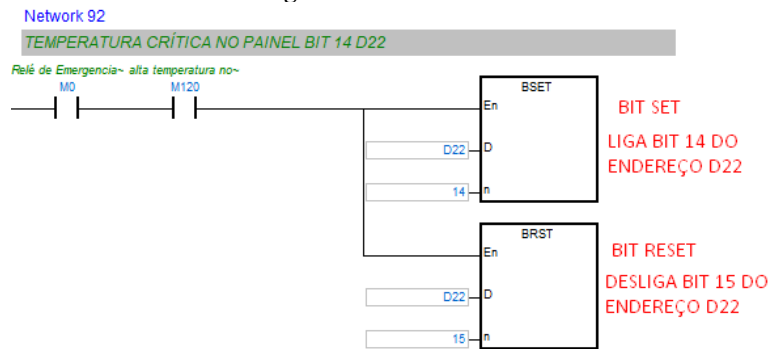 Network 92
TEMPERATURA CRÍTICA NO PAINEL BIT 14 D22
Relé de Emergencia~ alta temperatura no~
M0 M120
BSET
En
BIT SET
D22 D
LIGA BIT 14 DO
ENDEREÇO D22
14 n
BRST
En
BIT RESET
D22 D
DESLIGA BIT 15 DO
ENDEREÇO D22
15 n